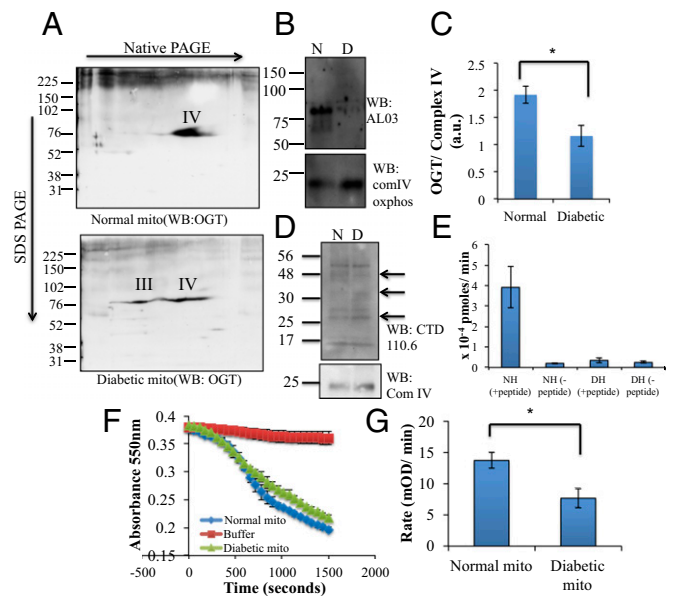 A
Native PAGE
SDS PAGE
225
150
102
76
52
38
31
IV
Normal mito(WB:OGT)
225
150
102
76
52
38
31
III IV
Diabetic mito(WB: OGT)
B
N D
150
100
75
50
WB:
AL03
25
WB:
comIV
oxphos
C
*
OGT/ Complex IV
(a.u.)
2.5
2
1.5
1
0.5
0
Normal Diabetic
D
N D
56
48
30
25
17
WB: CTD
110.6
25
WB:
Com IV
E
x 10⁻⁴ pmoles/ min
6
5
4
3
2
1
0
NH
(+peptide)
NH (-
peptide)
DH
(+peptide)
DH (-
peptide)
F
Absorbance 550nm
0.4
0.35
0.3
0.25
0.2
0.15
Normal mito
Buffer
Diabetic mito
-500 0 500 1000 1500 2000
Time (seconds)
G
*
Rate (mOD/ min)
20
15
10
5
0
Normal mito
Diabetic
mito